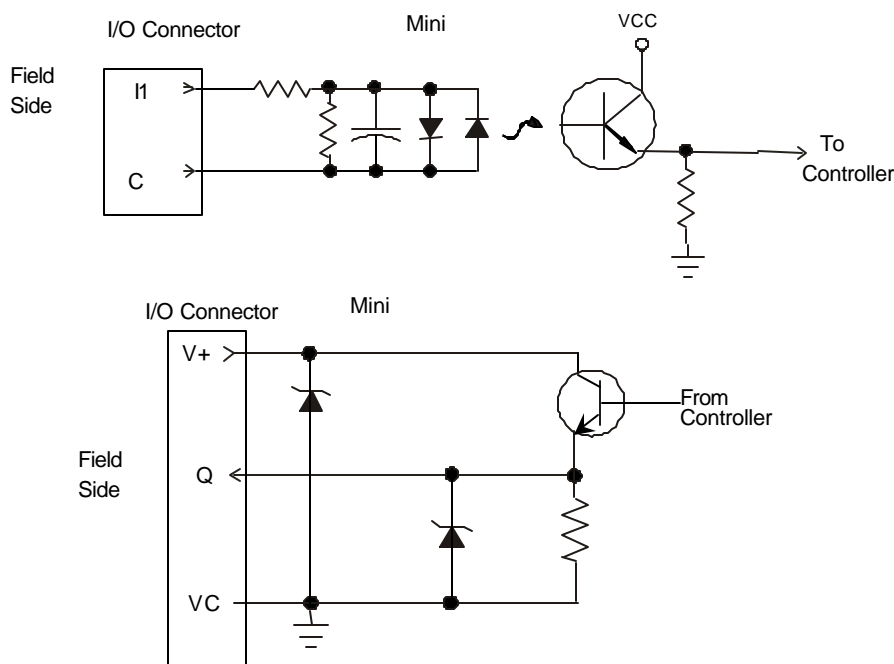 I/O Connector
Mini
VCC
Field
Side
I1
C
To
Controller
I/O Connector
Mini
V+
From
Controller
Field
Side
Q
VC